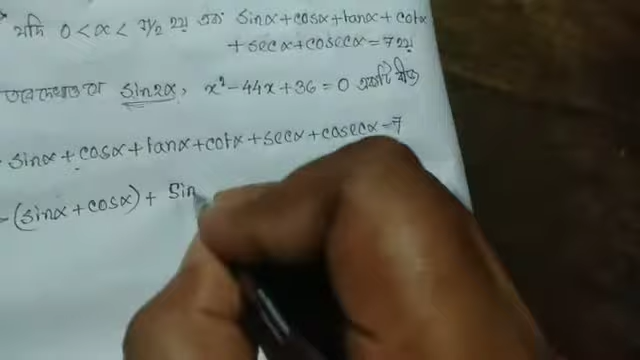 যদি 0 < α < π/2 হয় এবং sinα + cosα + tanα + cotα
+ secα + cosecα = 7 হয়
তবে দেখাও যে sin2α, x² - 44x + 36 = 0 একটি বীজ
sinα + cosα + tanα + cotα + secα + cosecα = 7
(sinα + cosα) + sin